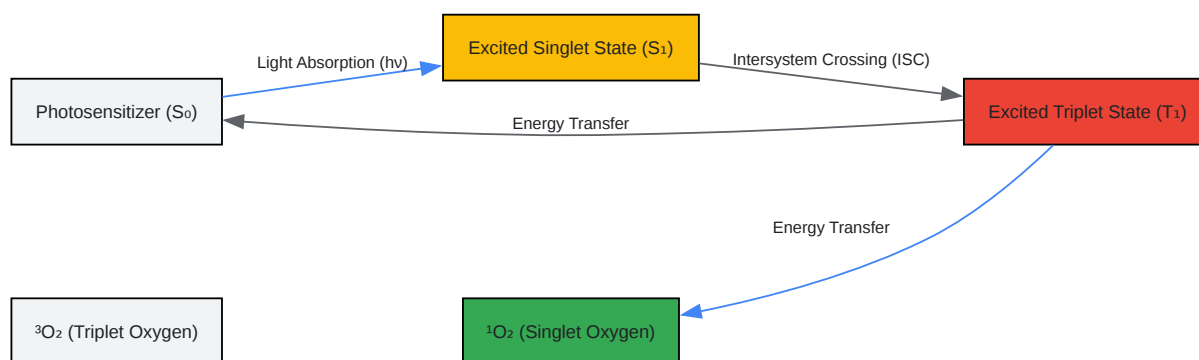 Excited Singlet State (S₁)
Light Absorption (hν)
Intersystem Crossing (ISC)
Photosensitizer (S₀)
Energy Transfer
Excited Triplet State (T₁)
Energy Transfer
³O₂ (Triplet Oxygen)
¹O₂ (Singlet Oxygen)